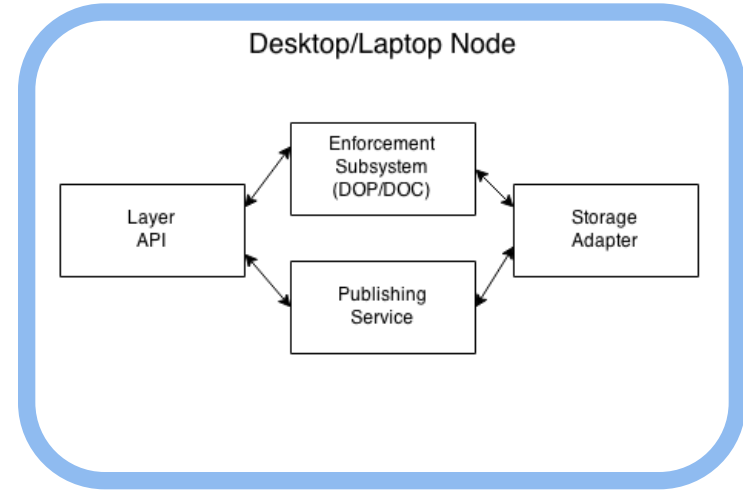 Desktop/Laptop Node
Enforcement
Subsystem
(DOP/DOC)
Layer
API
Storage
Adapter
Publishing
Service